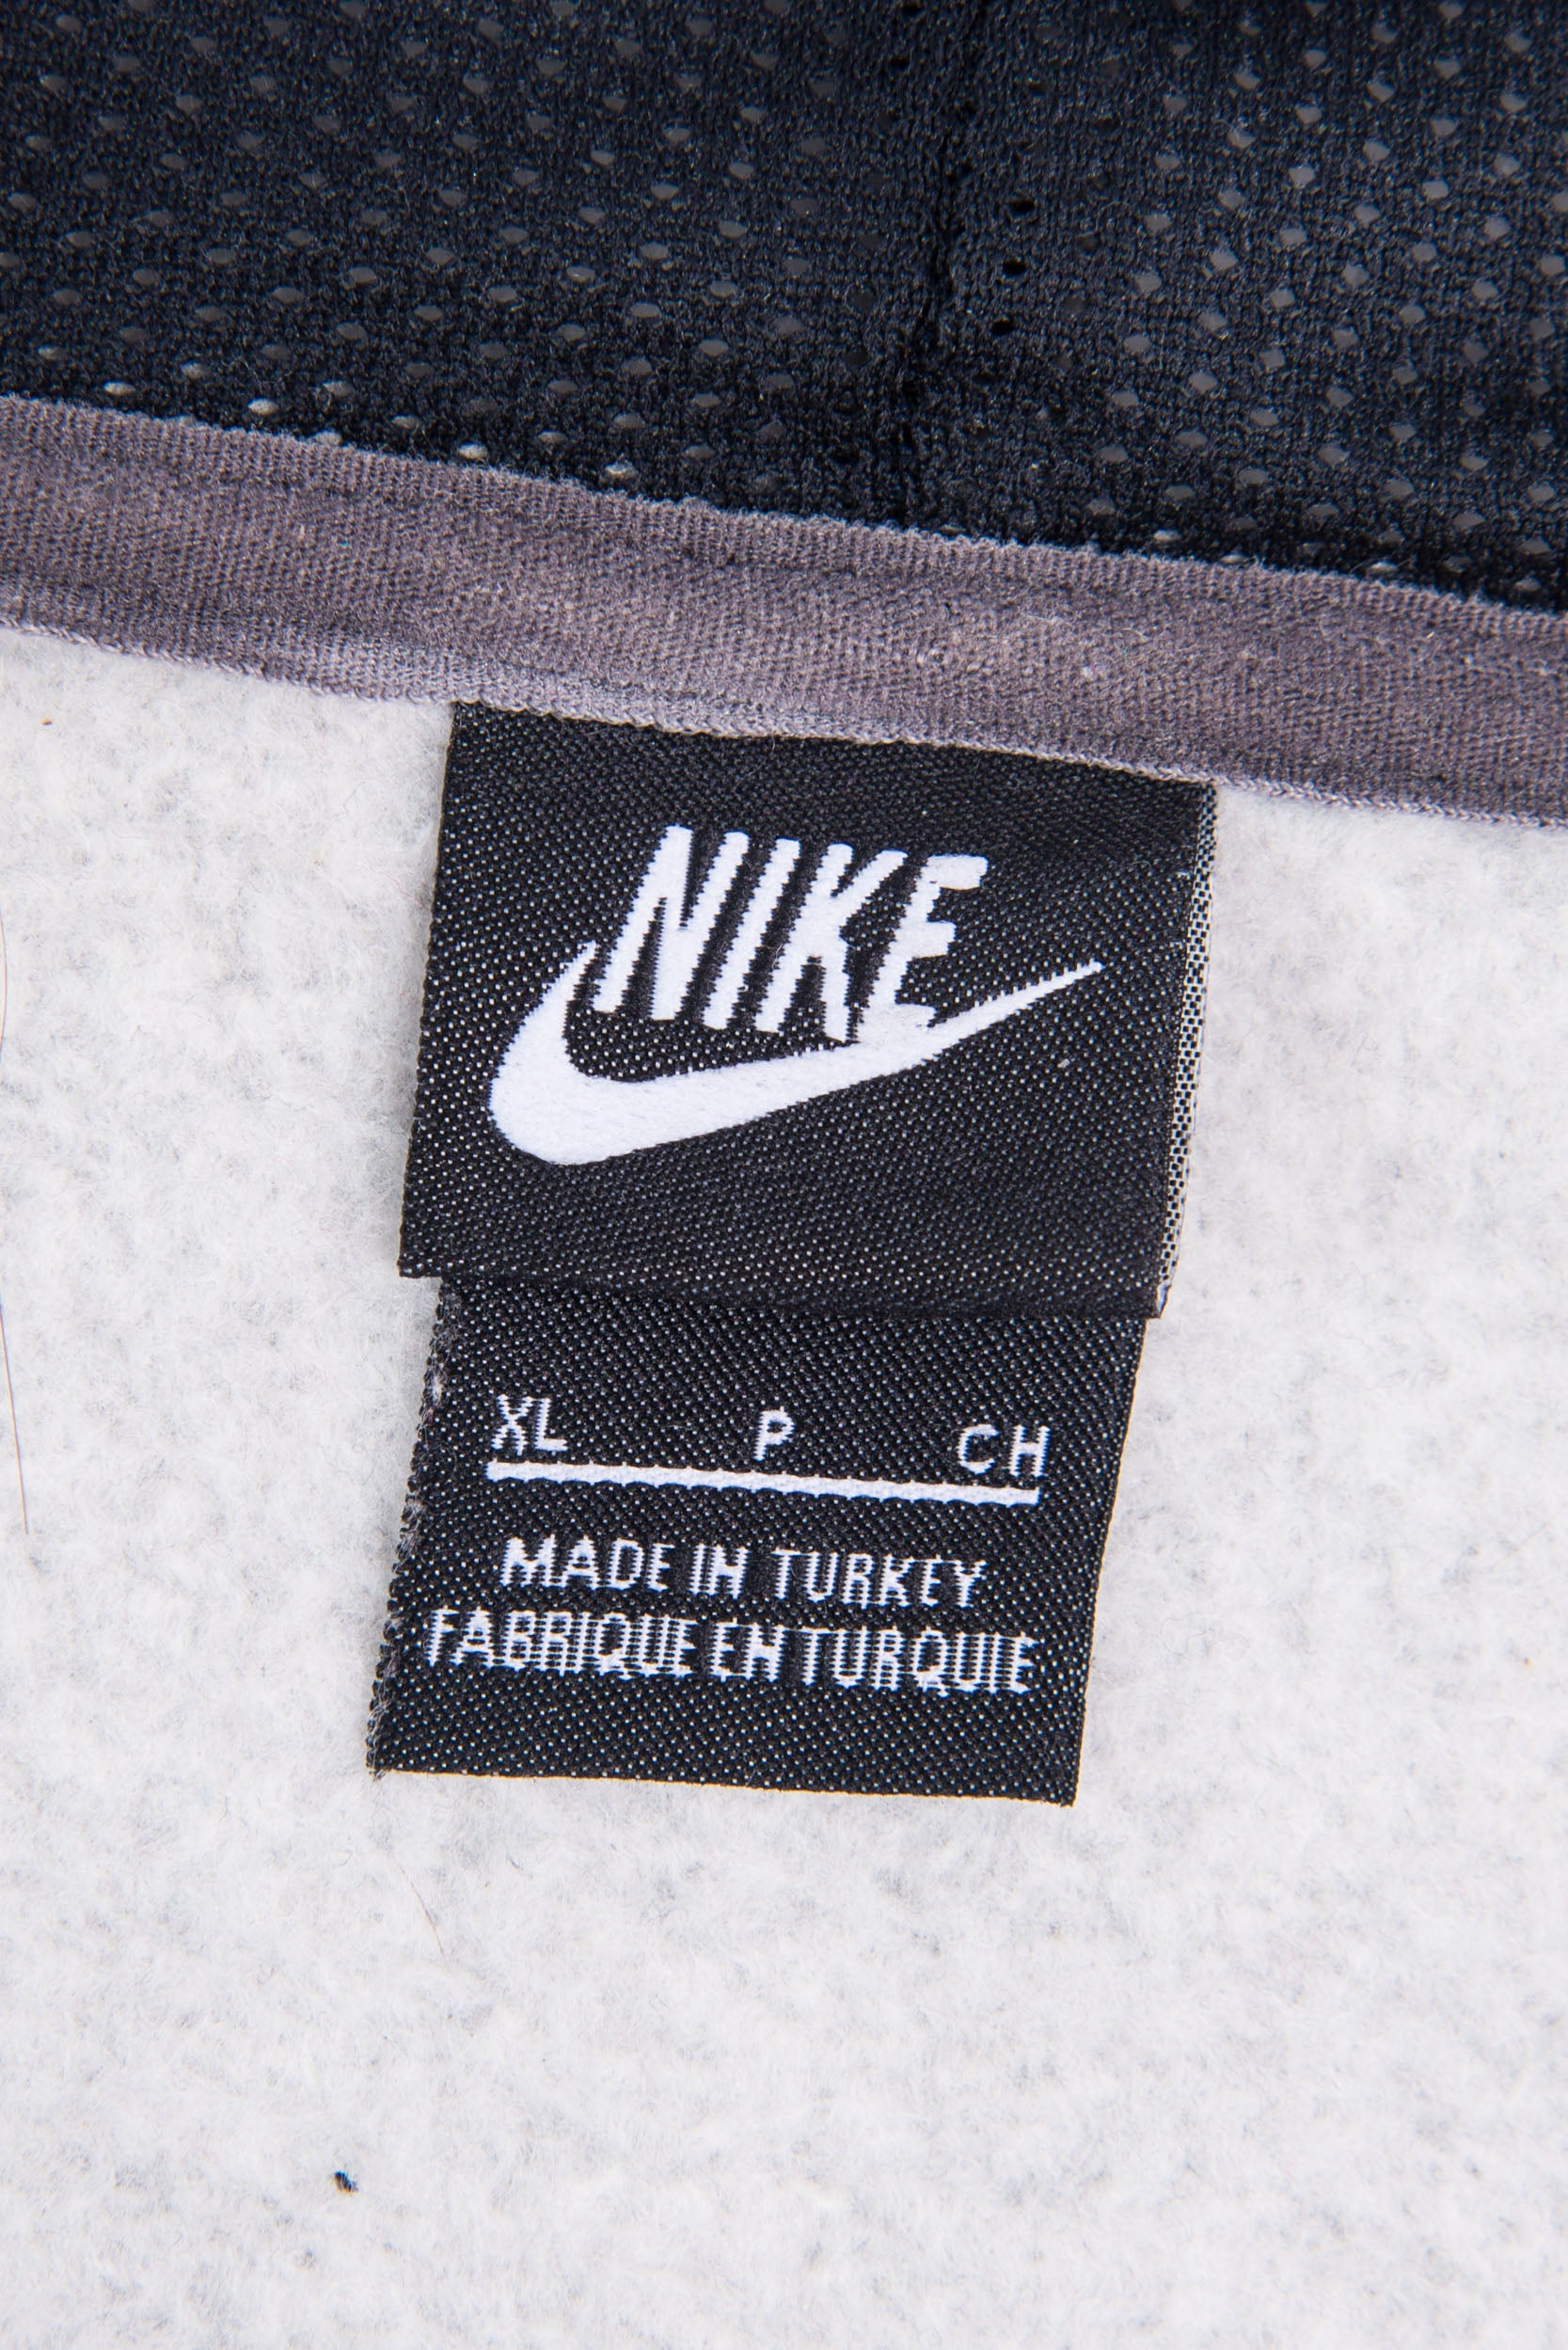 NIKE
XL P CH
MADE IN TURKEY
FABRIQUE EN TURQUIE